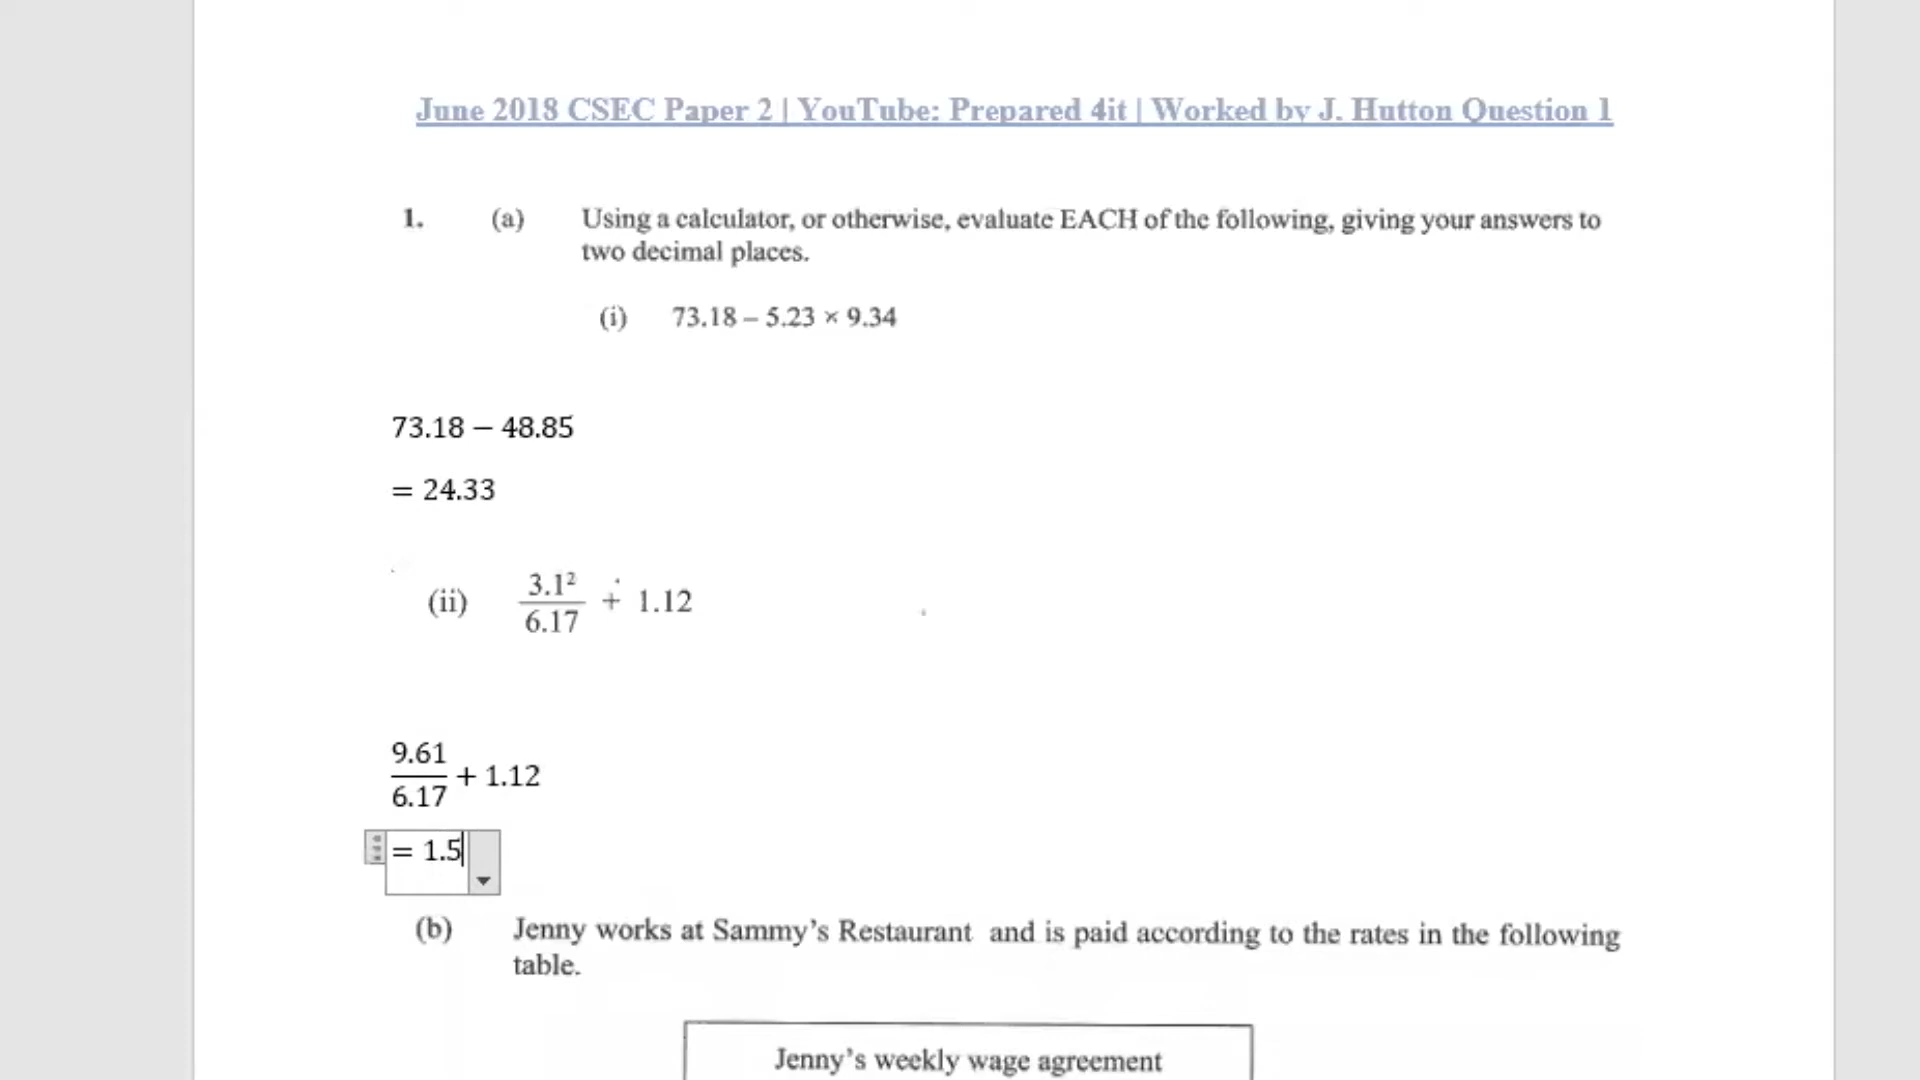 June 2018 CSEC Paper 2 | YouTube: Prepared 4it | Worked by J. Hutton Question 1
1. (a) Using a calculator, or otherwise, evaluate EACH of the following, giving your answers to
two decimal places.
(i) 73.18 – 5.23 × 9.34
73.18 − 48.85
= 24.33
(ii) 3.1² / 6.17 + 1.12
9.61 / 6.17 + 1.12
= 1.5
(b) Jenny works at Sammy's Restaurant and is paid according to the rates in the following
table.
Jenny's weekly wage agreement